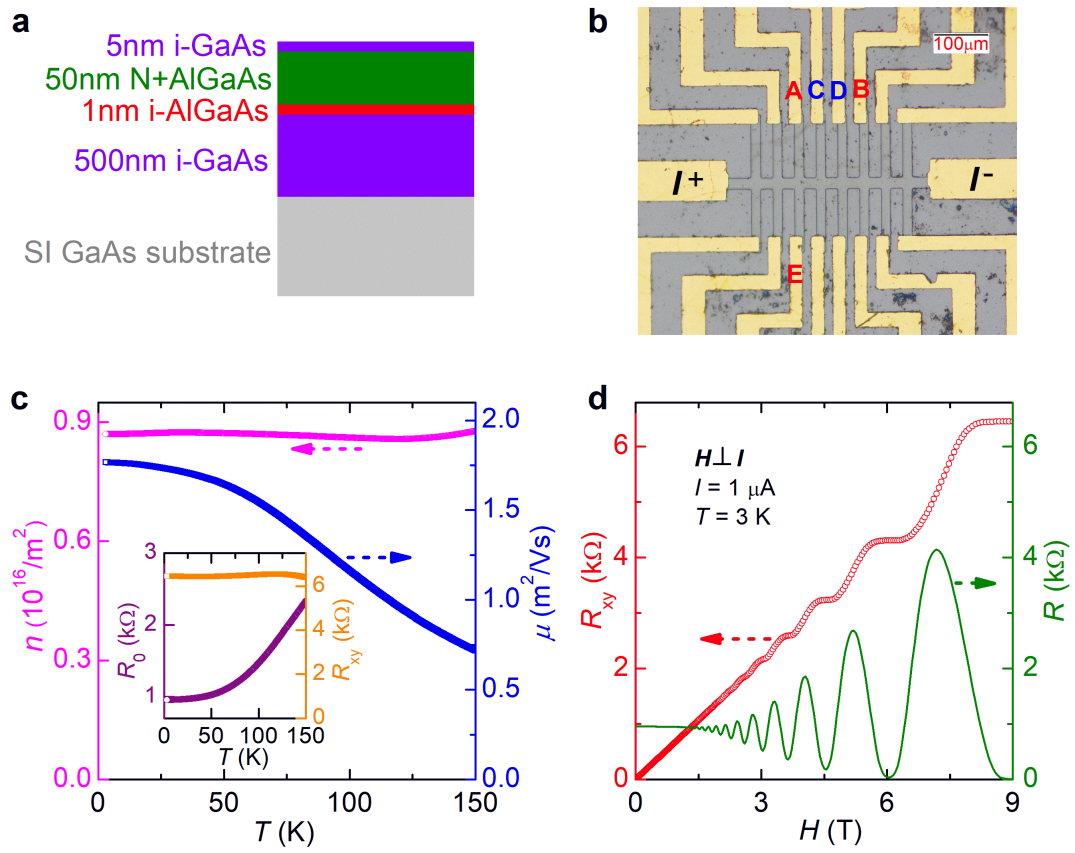 a
5nm i-GaAs
50nm N+AlGaAs
1nm i-AlGaAs
500nm i-GaAs
SI GaAs substrate
b
100μm
A C D B
I+ I-
E
c
n (10^16/m^2)
0.9
0.6
0.3
0.0
0 50 100 150
T (K)
μ (m^2/Vs)
2.0
1.5
1.0
0.5
0.0
R0 (kΩ)
3
2
1
Rxy (kΩ)
6
4
2
0
0 50 100 150
T (K)
d
H⊥I
I = 1 μA
T = 3 K
Rxy (kΩ)
6
4
2
0
R (kΩ)
6
4
2
0
0 3 6 9
H (T)